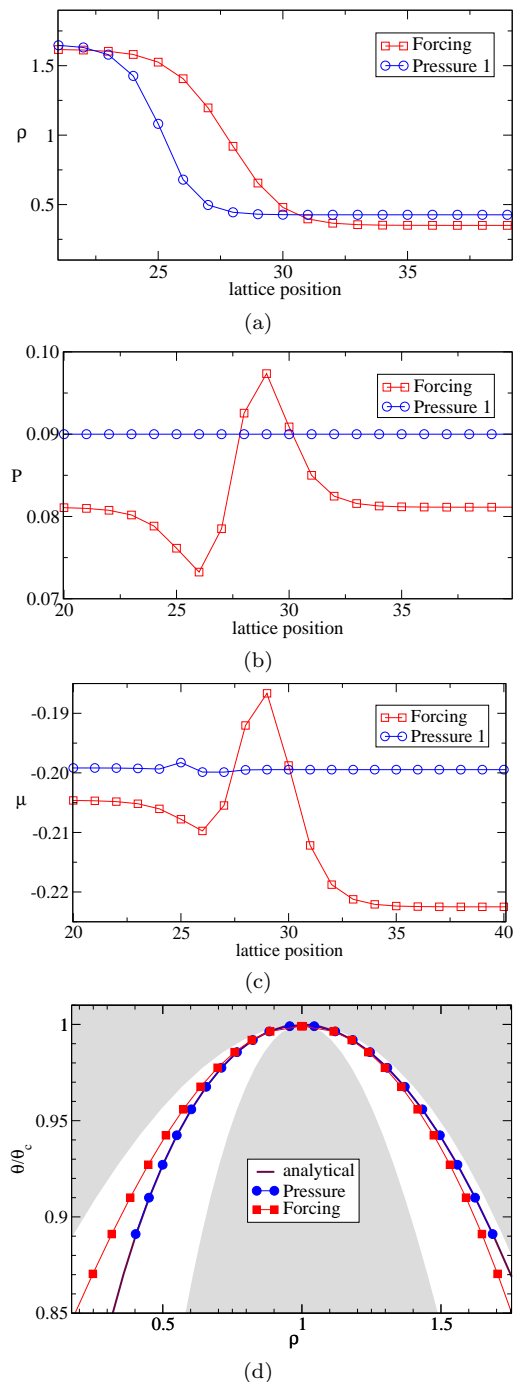 1.5
1
0.5
ρ
Forcing
Pressure 1
25 30 35
lattice position
(a)
0.10
0.09
0.08
0.07
P
Forcing
Pressure 1
20 25 30 35
lattice position
(b)
-0.19
-0.20
-0.21
-0.22
μ
Forcing
Pressure 1
20 25 30 35 40
lattice position
(c)
1
0.95
0.9
0.85
θ/θc
analytical
Pressure
Forcing
0.5 1 1.5
ρ
(d)